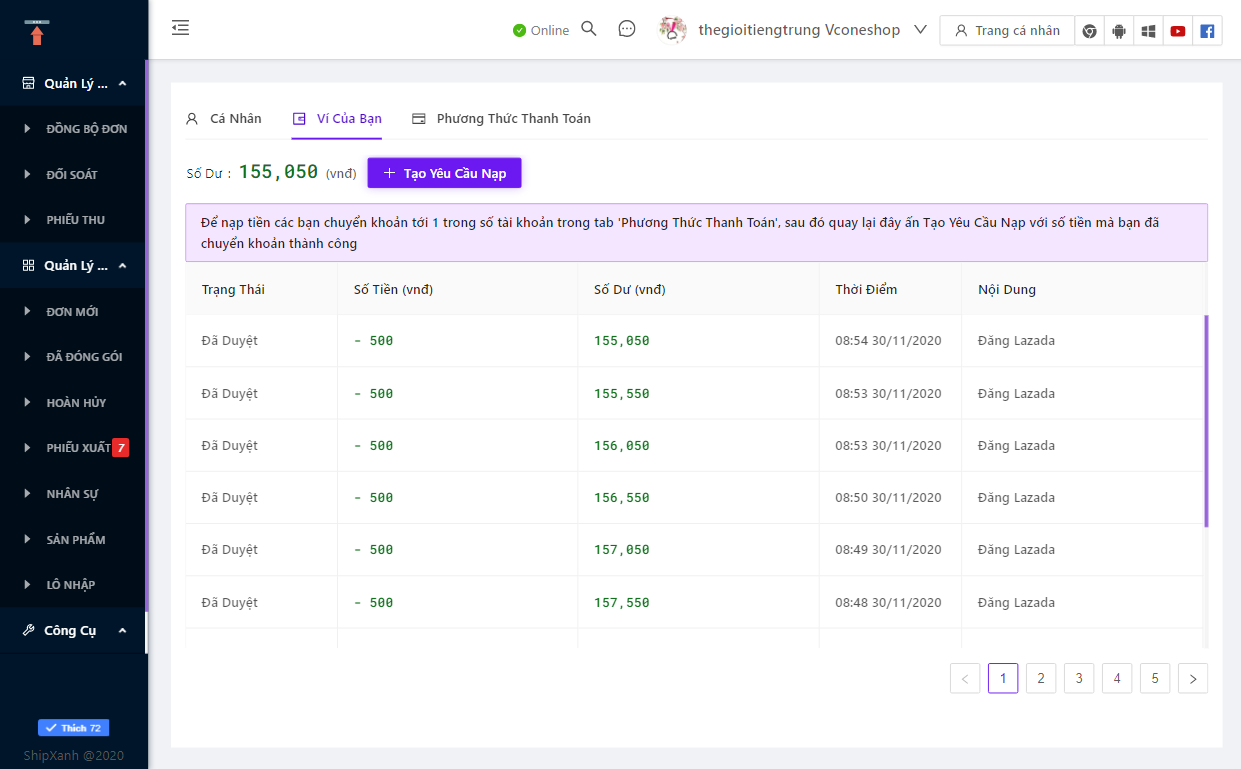 Online
thegioitiengtrung Vconeshop
Trang cá nhân
Quản Lý ...
ĐỒNG BỘ ĐƠN
ĐỐI SOÁT
PHIẾU THU
Quản Lý ...
ĐƠN MỚI
ĐÃ ĐÓNG GÓI
HOÀN HỦY
PHIẾU XUẤT 7
NHÂN SỰ
SẢN PHẨM
LÔ NHẬP
Công Cụ
Thích 72
ShipXanh @2020
Cá Nhân
Ví Của Bạn
Phương Thức Thanh Toán
Số Dư : 155,050 (vnđ)
+ Tạo Yêu Cầu Nạp
Để nạp tiền các bạn chuyển khoản tới 1 trong số tài khoản trong tab 'Phương Thức Thanh Toán', sau đó quay lại đây ấn Tạo Yêu Cầu Nạp với số tiền mà bạn đã
chuyển khoản thành công
Trạng Thái Số Tiền (vnđ) Số Dư (vnđ) Thời Điểm Nội Dung
Đã Duyệt - 500 155,050 08:54 30/11/2020 Đăng Lazada
Đã Duyệt - 500 155,550 08:53 30/11/2020 Đăng Lazada
Đã Duyệt - 500 156,050 08:53 30/11/2020 Đăng Lazada
Đã Duyệt - 500 156,550 08:50 30/11/2020 Đăng Lazada
Đã Duyệt - 500 157,050 08:49 30/11/2020 Đăng Lazada
Đã Duyệt - 500 157,550 08:48 30/11/2020 Đăng Lazada
< 1 2 3 4 5 >